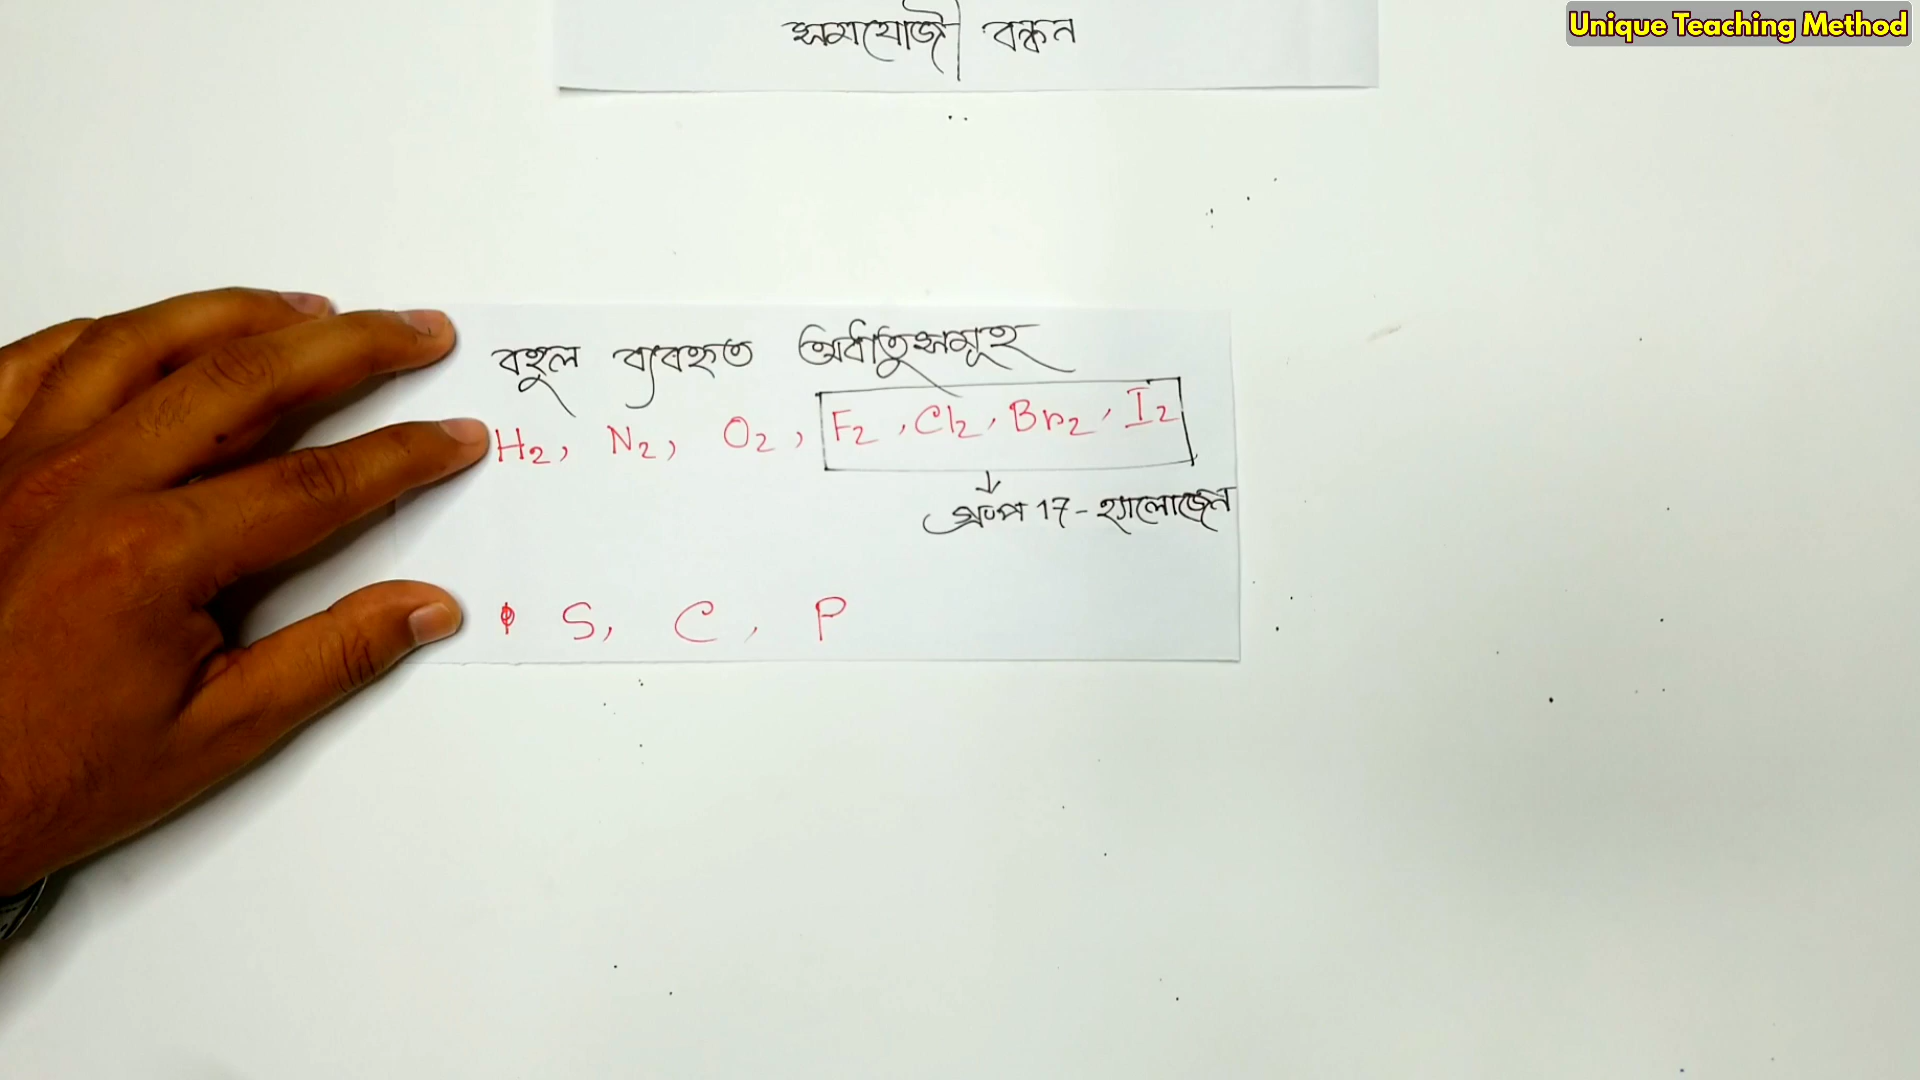 Unique Teaching Method
সমযোজী বন্ধন
বহুল ব্যবহৃত অধাতুসমূহ
H2, N2, O2, F2, Cl2, Br2, I2
↓
গ্রুপ 17 - হ্যালোজেন
S, C, P